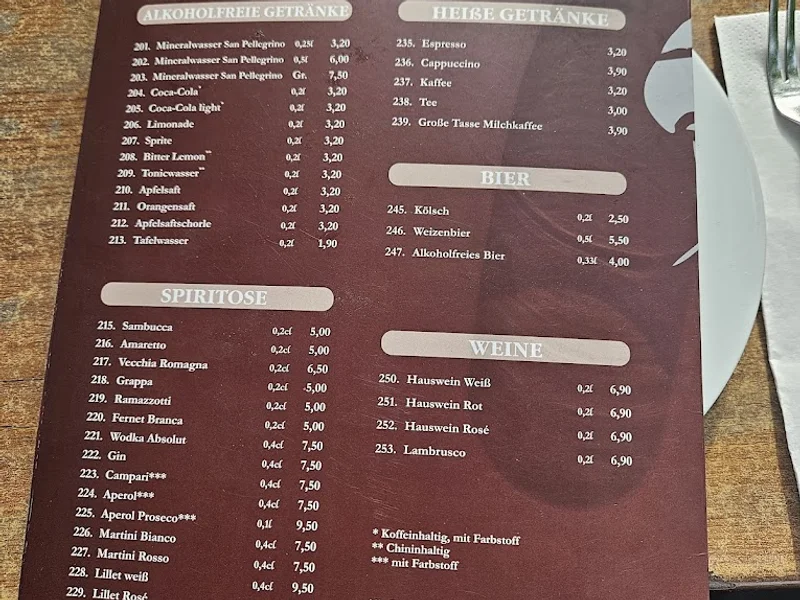 ALKOHOLFREIE GETRÄNKE
201. Mineralwasser San Pellegrino 0,25l 3,20
202. Mineralwasser San Pellegrino 0,5l 6,00
203. Mineralwasser San Pellegrino Gr. 7,50
204. Coca-Cola* 0,2l 3,20
205. Coca-Cola light* 0,2l 3,20
206. Limonade 0,2l 3,20
207. Sprite 0,2l 3,20
208. Bitter Lemon** 0,2l 3,20
209. Tonicwasser** 0,2l 3,20
210. Apfelsaft 0,2l 3,20
211. Orangensaft 0,2l 3,20
212. Apfelsaftschorle 0,2l 3,20
213. Tafelwasser 0,2l 1,90
SPIRITOSE
215. Sambucca 0,2cl 5,00
216. Amaretto 0,2cl 5,00
217. Vecchia Romagna 0,2cl 6,50
218. Grappa 0,2cl 5,00
219. Ramazzotti 0,2cl 5,00
220. Fernet Branca 0,2cl 5,00
221. Wodka Absolut 0,4cl 7,50
222. Gin 0,4cl 7,50
223. Campari*** 0,4cl 7,50
224. Aperol*** 0,4cl 7,50
225. Aperol Proseco*** 0,1l 9,50
226. Martini Bianco 0,4cl 7,50
227. Martini Rosso 0,4cl 7,50
228. Lillet weiß 0,4cl 9,50
229. Lillet Rosé
HEIßE GETRÄNKE
235. Espresso 3,20
236. Cappuccino 3,90
237. Kaffee 3,20
238. Tee 3,00
239. Große Tasse Milchkaffee 3,90
BIER
245. Kölsch 0,2l 2,50
246. Weizenbier 0,5l 5,50
247. Alkoholfreies Bier 0,33l 4,00
WEINE
250. Hauswein Weiß 0,2l 6,90
251. Hauswein Rot 0,2l 6,90
252. Hauswein Rosé 0,2l 6,90
253. Lambrusco 0,2l 6,90
* Koffeinhaltig, mit Farbstoff
** Chininhaltig
*** mit Farbstoff